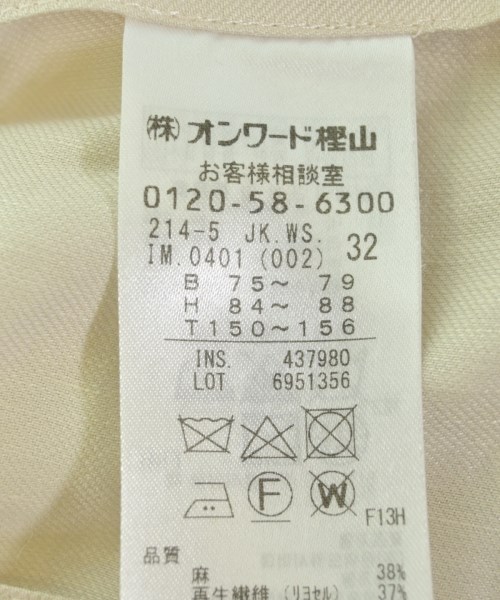 ㈱オンワード樫山
お客様相談室
0120-58-6300
214-5 JK.WS.
IM.0401 (002) 32
B 75～ 79
H 84～ 88
T150～156
INS. 437980
LOT 6951356
F W
F13H
品質
麻 38%
再生繊維（リヨセル） 37%